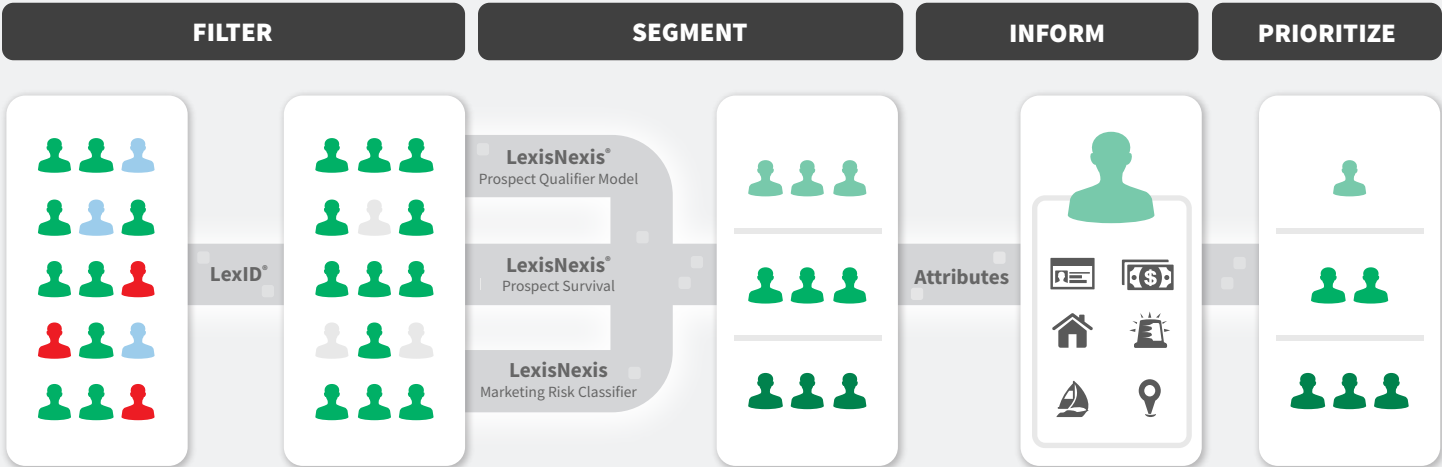 FILTER
SEGMENT
INFORM
PRIORITIZE
LexID®
LexisNexis®
Prospect Qualifier Model
LexisNexis®
Prospect Survival
LexisNexis
Marketing Risk Classifier
Attributes
$